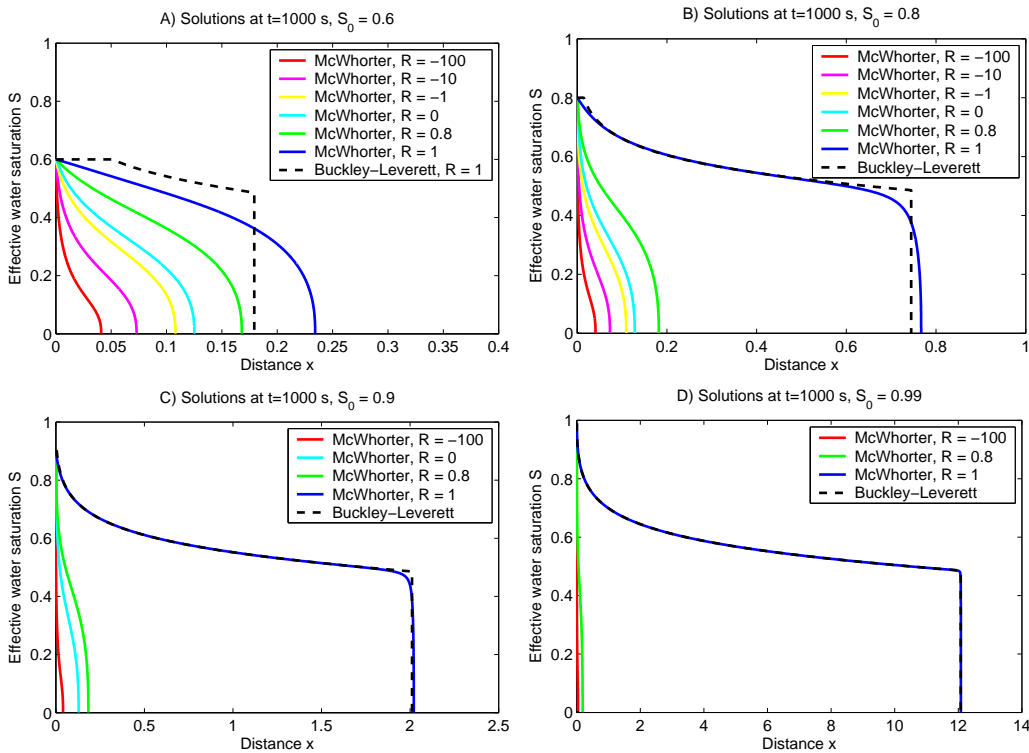 A) Solutions at t=1000 s, S_0 = 0.6
Effective water saturation S
1
0.8
0.6
0.4
0.2
0
McWhorter, R = −100
McWhorter, R = −10
McWhorter, R = −1
McWhorter, R = 0
McWhorter, R = 0.8
McWhorter, R = 1
Buckley−Leverett, R = 1
0 0.05 0.1 0.15 0.2 0.25 0.3 0.35 0.4
Distance x
B) Solutions at t=1000 s, S_0 = 0.8
Effective water saturation S
1
0.8
0.6
0.4
0.2
0
McWhorter, R = −100
McWhorter, R = −10
McWhorter, R = −1
McWhorter, R = 0
McWhorter, R = 0.8
McWhorter, R = 1
Buckley−Leverett
0 0.2 0.4 0.6 0.8 1
Distance x
C) Solutions at t=1000 s, S_0 = 0.9
Effective water saturation S
1
0.8
0.6
0.4
0.2
0
McWhorter, R = −100
McWhorter, R = 0
McWhorter, R = 0.8
McWhorter, R = 1
Buckley−Leverett
0 0.5 1 1.5 2 2.5
Distance x
D) Solutions at t=1000 s, S_0 = 0.99
Effective water saturation S
1
0.8
0.6
0.4
0.2
0
McWhorter, R = −100
McWhorter, R = 0.8
McWhorter, R = 1
Buckley−Leverett
0 2 4 6 8 10 12 14
Distance x